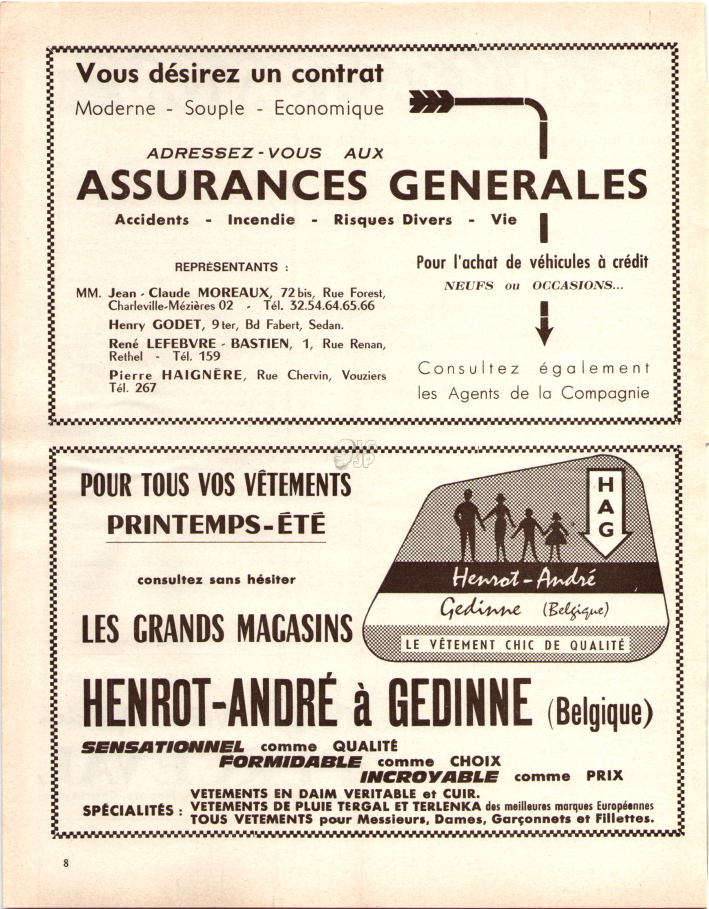 Vous désirez un contrat
Moderne - Souple - Economique
ADRESSEZ-VOUS AUX
ASSURANCES GENERALES
Accidents - Incendie - Risques Divers - Vie
REPRÉSENTANTS :
MM. Jean - Claude MOREAUX, 72 bis, Rue Forest,
Charleville-Mézières 02 - Tél. 32.54.64.65.66
Henry GODET, 9 ter, Bd Fabert, Sedan.
René LEFEBVRE - BASTIEN, 1, Rue Renan,
Rethel - Tél. 159
Pierre HAIGNÈRE, Rue Chervin, Vouziers
Tél. 267
Pour l'achat de véhicules à crédit
NEUFS ou OCCASIONS...
Consultez également
les Agents de la Compagnie
POUR TOUS VOS VÊTEMENTS
PRINTEMPS-ÉTÉ
consultez sans hésiter
LES GRANDS MAGASINS
HAG
Henrot-André
Gedinne (Belgique)
LE VÊTEMENT CHIC DE QUALITÉ
HENROT-ANDRÉ à GEDINNE (Belgique)
SENSATIONNEL comme QUALITÉ
FORMIDABLE comme CHOIX
INCROYABLE comme PRIX
SPÉCIALITÉS :
VETEMENTS EN DAIM VERITABLE et CUIR.
VETEMENTS DE PLUIE TERGAL ET TERLENKA des meilleures marques Européennes
TOUS VETEMENTS pour Messieurs, Dames, Garçonnets et Fillettes.
8